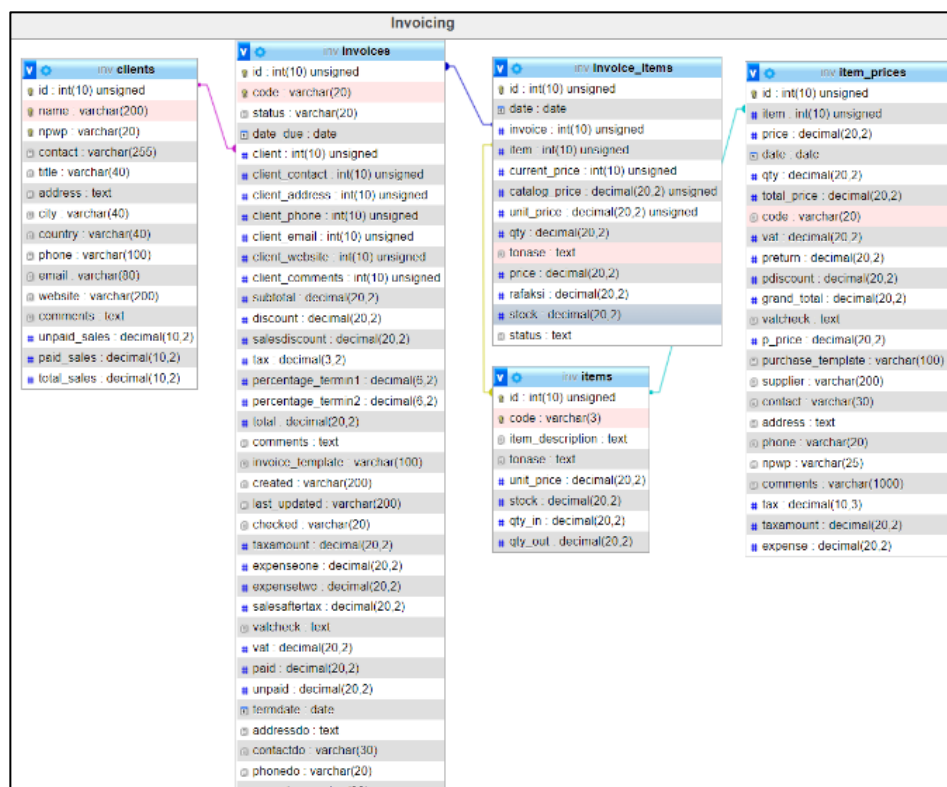 Invoicing
inv clients
id : int(10) unsigned
name : varchar(200)
npwp : varchar(20)
contact : varchar(255)
title : varchar(40)
address : text
city : varchar(40)
country : varchar(40)
phone : varchar(100)
email : varchar(80)
website : varchar(200)
comments : text
unpaid_sales : decimal(10,2)
paid_sales : decimal(10,2)
total_sales : decimal(10,2)
inv invoices
id : int(10) unsigned
code : varchar(20)
status : varchar(20)
date_due : date
client : int(10) unsigned
client_contact : int(10) unsigned
client_address : int(10) unsigned
client_phone : int(10) unsigned
client_email : int(10) unsigned
client_website : int(10) unsigned
client_comments : int(10) unsigned
subtotal : decimal(20,2)
discount : decimal(20,2)
salesdiscount : decimal(20,2)
tax : decimal(3,2)
percentage_termin1 : decimal(6,2)
percentage_termin2 : decimal(6,2)
total : decimal(20,2)
comments : text
invoice_template : varchar(100)
created : varchar(200)
last_updated : varchar(200)
checked : varchar(20)
taxamount : decimal(20,2)
expenseone : decimal(20,2)
expensetwo : decimal(20,2)
salesaftertax : decimal(20,2)
valcheck : text
vat : decimal(20,2)
paid : decimal(20,2)
unpaid : decimal(20,2)
termdate : date
addressdo : text
contactdo : varchar(30)
phonedo : varchar(20)
inv invoice_items
id : int(10) unsigned
date : date
invoice : int(10) unsigned
item : int(10) unsigned
current_price : int(10) unsigned
catalog_price : decimal(20,2) unsigned
unit_price : decimal(20,2) unsigned
qty : decimal(20,2)
tonase : text
price : decimal(20,2)
rafaksi : decimal(20,2)
stock : decimal(20,2)
status : text
inv items
id : int(10) unsigned
code : varchar(3)
item_description : text
tonase : text
unit_price : decimal(20,2)
stock : decimal(20,2)
qty_in : decimal(20,2)
qty_out : decimal(20,2)
inv item_prices
id : int(10) unsigned
item : int(10) unsigned
price : decimal(20,2)
date : date
qty : decimal(20,2)
total_price : decimal(20,2)
code : varchar(20)
vat : decimal(20,2)
preturn : decimal(20,2)
pdiscount : decimal(20,2)
grand_total : decimal(20,2)
valcheck : text
p_price : decimal(20,2)
purchase_template : varchar(100)
supplier : varchar(200)
contact : varchar(30)
address : text
phone : varchar(20)
npwp : varchar(25)
comments : varchar(1000)
tax : decimal(10,3)
taxamount : decimal(20,2)
expense : decimal(20,2)